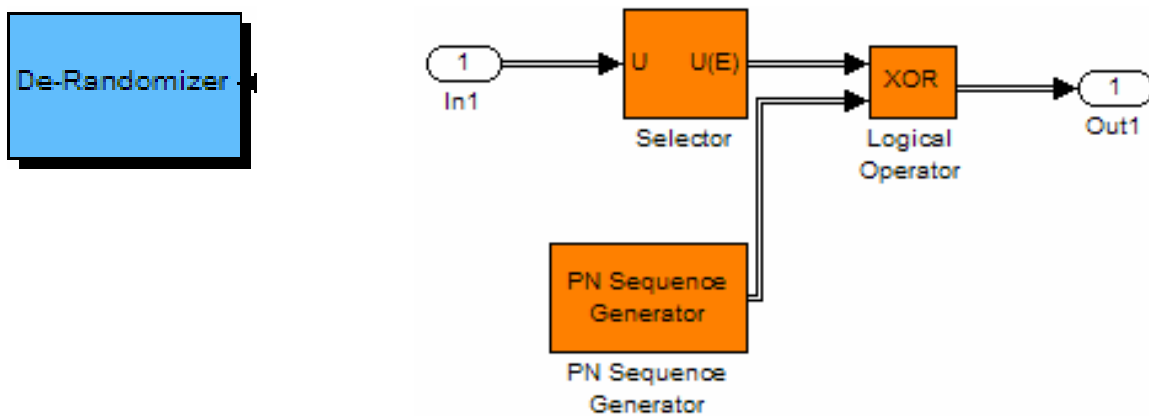 De-Randomizer
1
In1
U U(E)
Selector
XOR
Logical
Operator
1
Out1
PN Sequence
Generator
PN Sequence
Generator